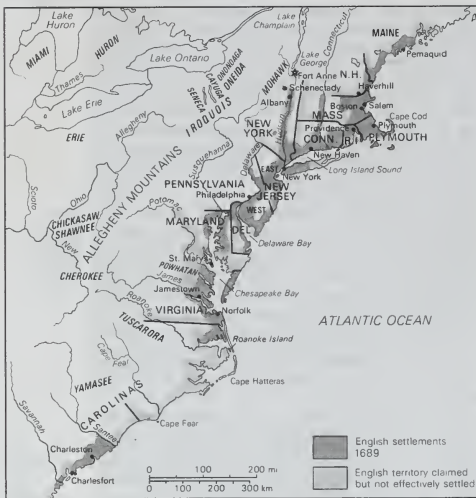 Lake
Huron
Lake
Champlain
Lake
George
Connecticut
MAINE
Pemaquid
HURON
MIAMI
Thames
Lake Ontario
Lake Erie
SENECA
CAYUGA
ONONDAGA
ONEIDA
IROQUOIS
MOHAWK
Fort Anne
N.H.
Schenectady
Albany
Haverhill
Boston
Salem
MASS
Cape Cod
Plymouth
Providence
R.I.
PLYMOUTH
CONN
NEW
YORK
New Haven
Long Island Sound
New York
ERIE
Allegheny
Susquehanna
Delaware
EAST
NEW
JERSEY
WEST
PENNSYLVANIA
Philadelphia
ALLEGHENY MOUNTAINS
Ohio
Scioto
CHICKASAW
SHAWNEE
New
Potomac
MARYLAND
DEL
Delaware Bay
St. Mary's
POWHATAN
James
Jamestown
Chesapeake Bay
CHEROKEE
Roanoke
VIRGINIA
Norfolk
TUSCARORA
Roanoke Island
ATLANTIC OCEAN
Cape Fear
Cape Hatteras
YAMASEE
CAROLINAS
Savannah
Santee
Cape Fear
Charleston
Charlesfort
0 200 mi
0 100 200 300 km
English settlements
1689
English territory claimed
but not effectively settled